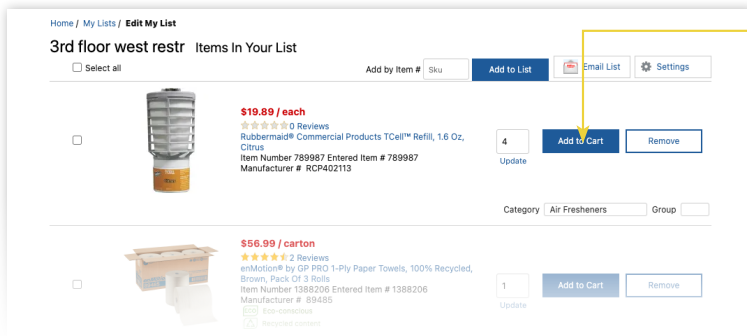 Home / My Lists / Edit My List
3rd floor west restr Items In Your List
Select all
Add by Item # Sku Add to List Email List Settings
$19.89 / each
0 Reviews
Rubbermaid® Commercial Products TCell™ Refill, 1.6 Oz,
Citrus
Item Number 789987 Entered Item # 789987
Manufacturer # RCP402113
4 Add to Cart Remove
Update
Category Air Fresheners Group
$56.99 / carton
2 Reviews
enMotion® by GP PRO 1-Ply Paper Towels, 100% Recycled,
Brown, Pack Of 3 Rolls
Item Number 1388206 Entered Item # 1388206
Manufacturer # 89485
1 Add to Cart Remove
Update
ECO Eco-conscious
Recycled content